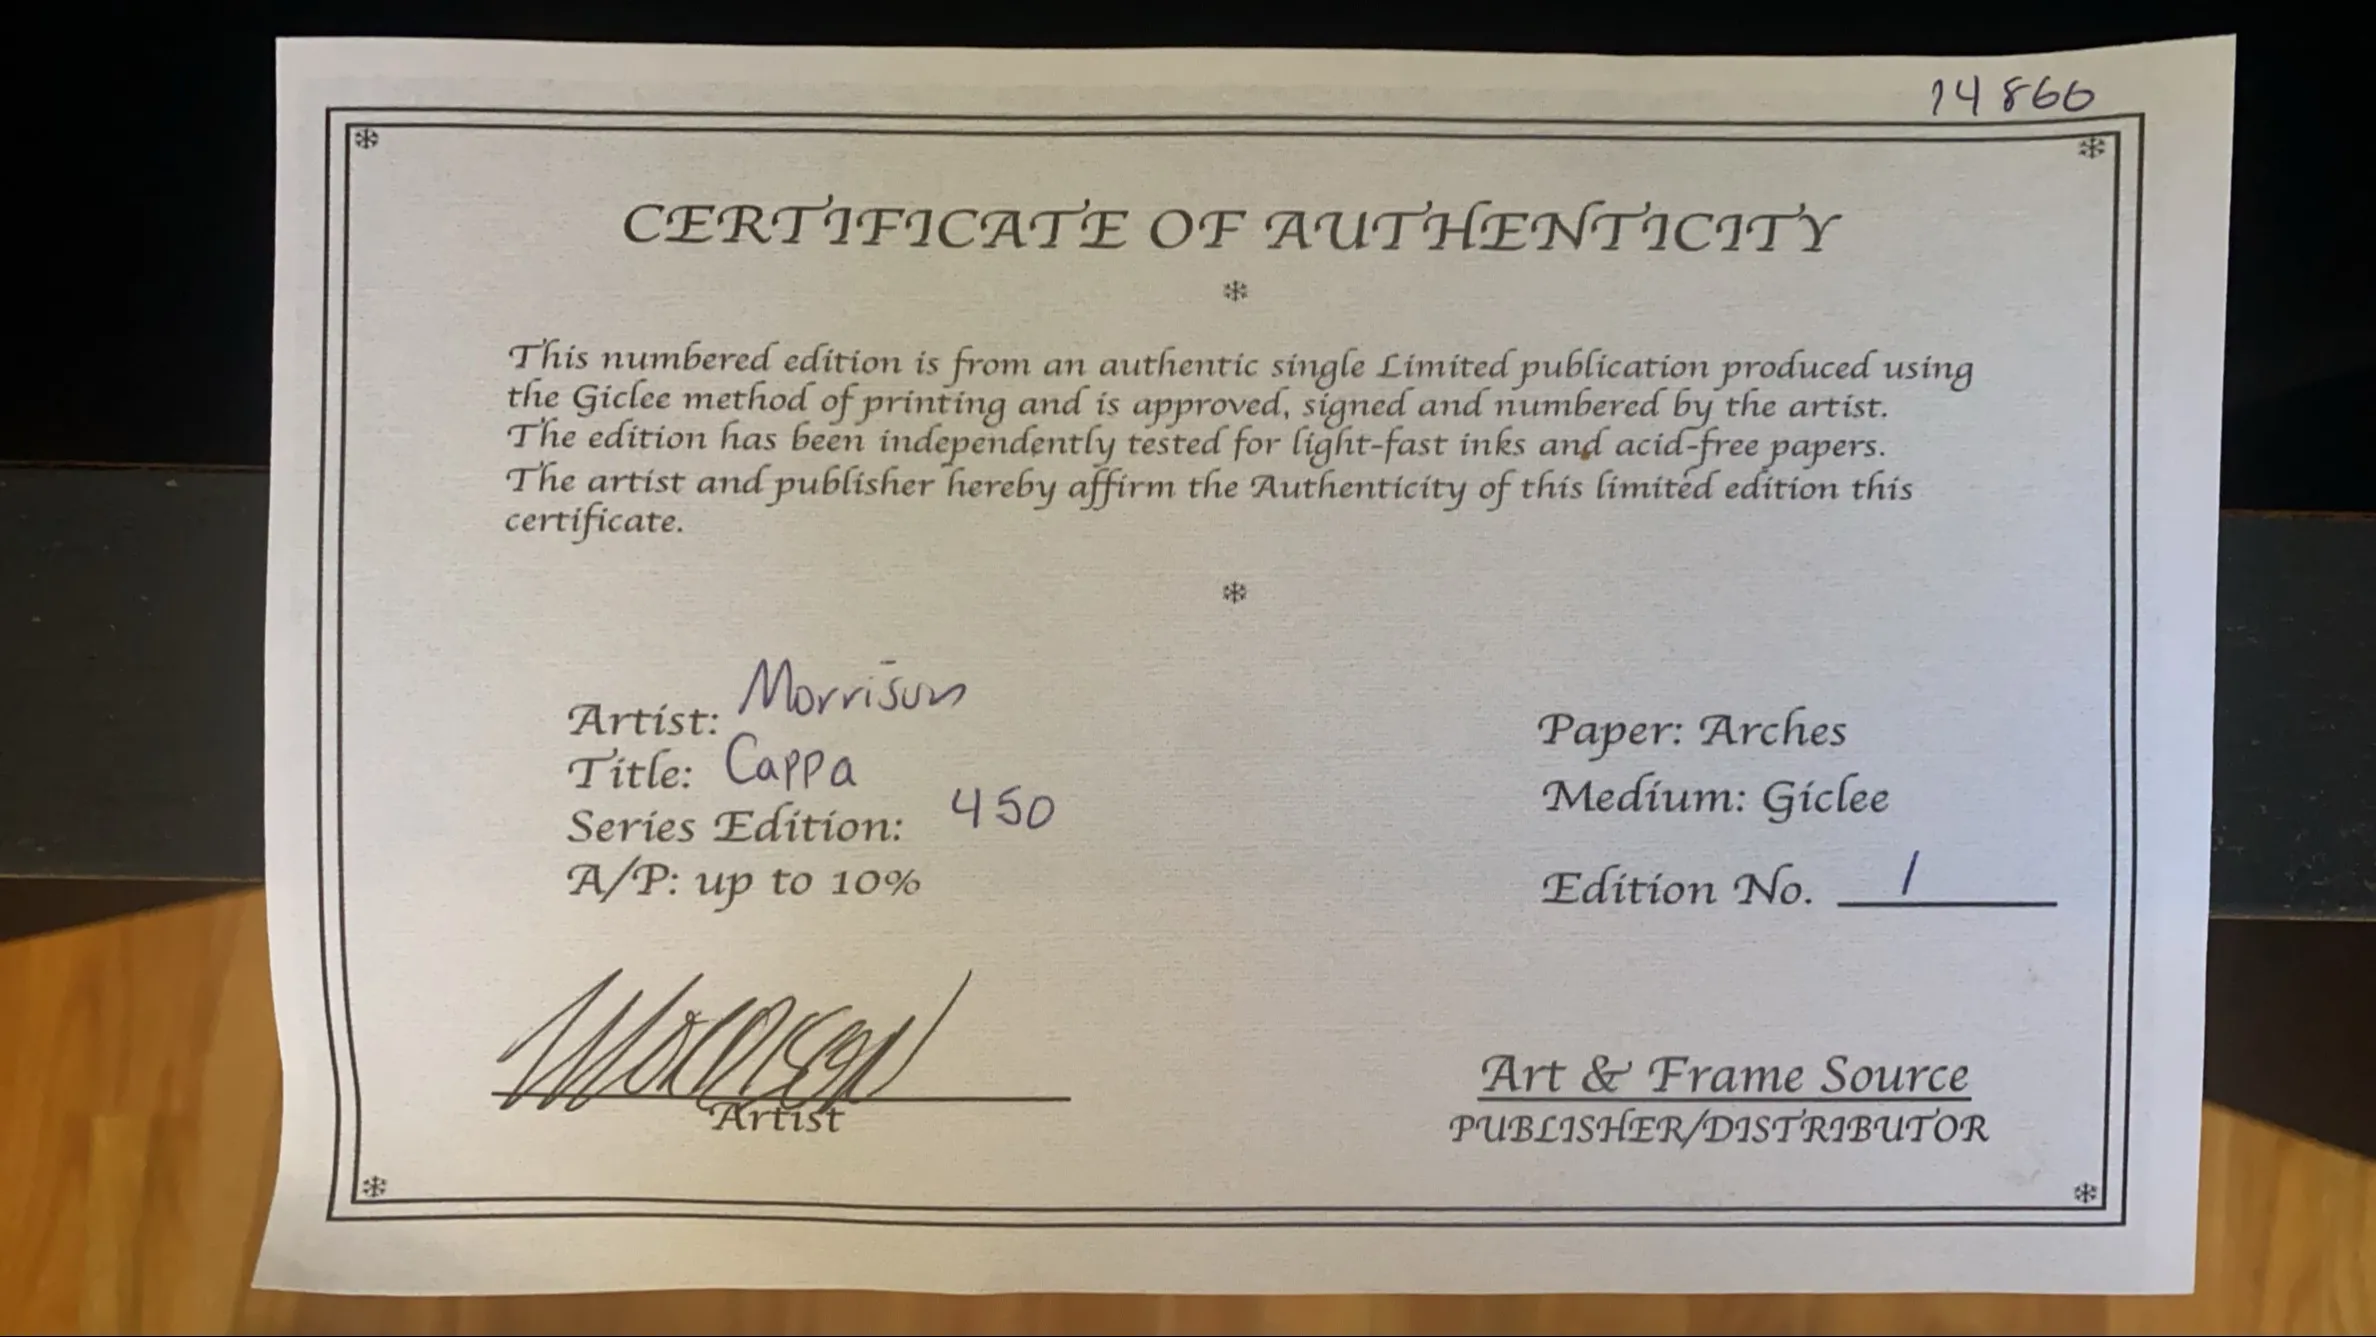 14866
CERTIFICATE OF AUTHENTICITY
This numbered edition is from an authentic single Limited publication produced using
the Giclee method of printing and is approved, signed and numbered by the artist.
The edition has been independently tested for light-fast inks and acid-free papers.
The artist and publisher hereby affirm the Authenticity of this limited edition this
certificate.
Artist: Morrison
Title: Cappa
Series Edition: 450
A/P: up to 10%
Paper: Arches
Medium: Giclee
Edition No. 1
Morrison
Artist
Art & Frame Source
PUBLISHER/DISTRIBUTOR